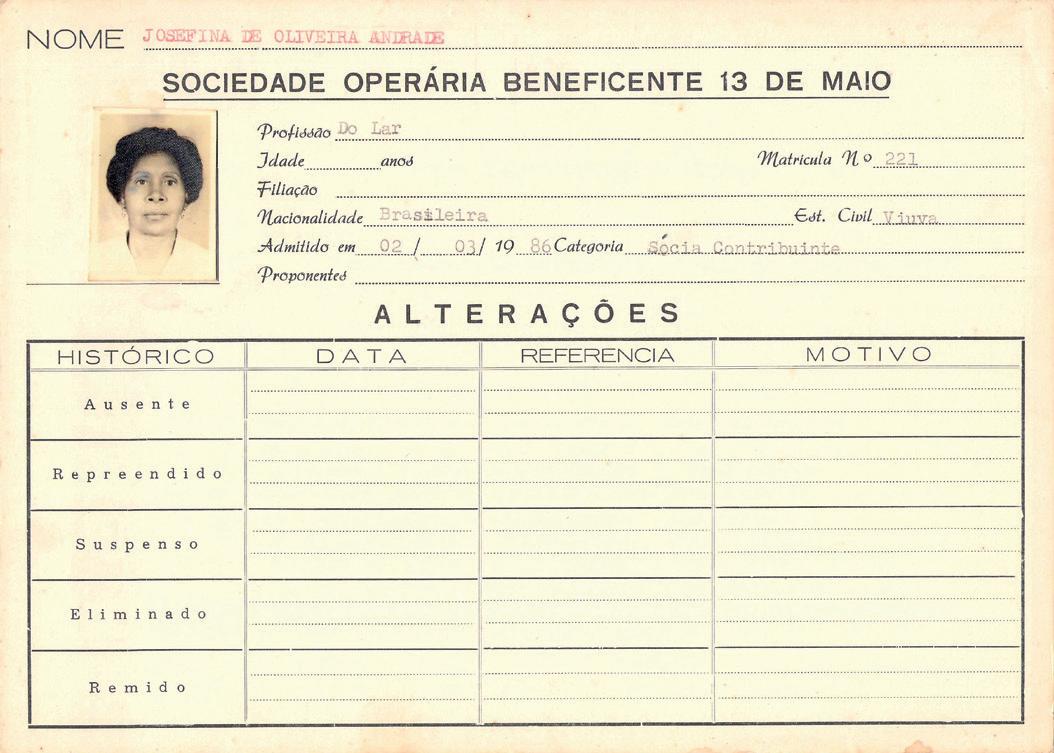 NOME JOSEFINA DE OLIVEIRA ANDRADE
SOCIEDADE OPERÁRIA BENEFICENTE 13 DE MAIO
Profissão Do Lar
Idade anos Matricula Nº 221
Filiação
Nacionalidade Brasileira Est. Civil Viuva
Admitido em 02 / 03/ 19 86 Categoria Sócia Contribuinte
Proponentes
ALTERAÇÕES
HISTÓRICO DATA REFERENCIA MOTIVO
Ausente
Repreendido
Suspenso
Eliminado
Remido